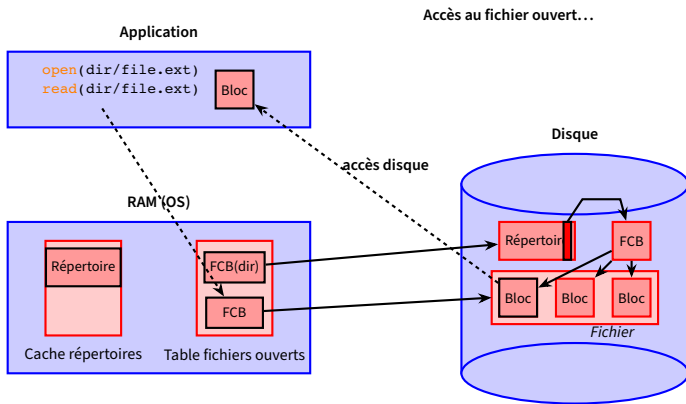 Accès au fichier ouvert…
Application
open(dir/file.ext)
read(dir/file.ext)
Bloc
Disque
accès disque
RAM (OS)
Répertoire
FCB
Répertoire
FCB(dir)
FCB
Bloc
Bloc
Bloc
Fichier
Cache répertoires
Table fichiers ouverts